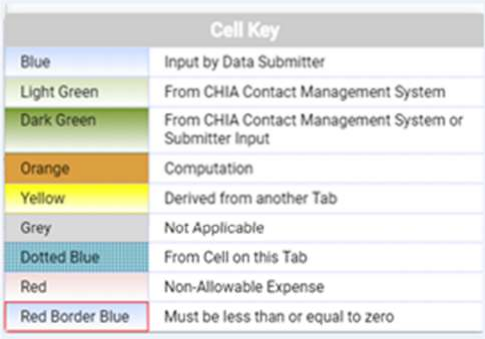 Cell Key
Blue Input by Data Submitter
Light Green From CHIA Contact Management System
Dark Green From CHIA Contact Management System or
Submitter Input
Orange Computation
Yellow Derived from another Tab
Grey Not Applicable
Dotted Blue From Cell on this Tab
Red Non-Allowable Expense
Red Border Blue Must be less than or equal to zero